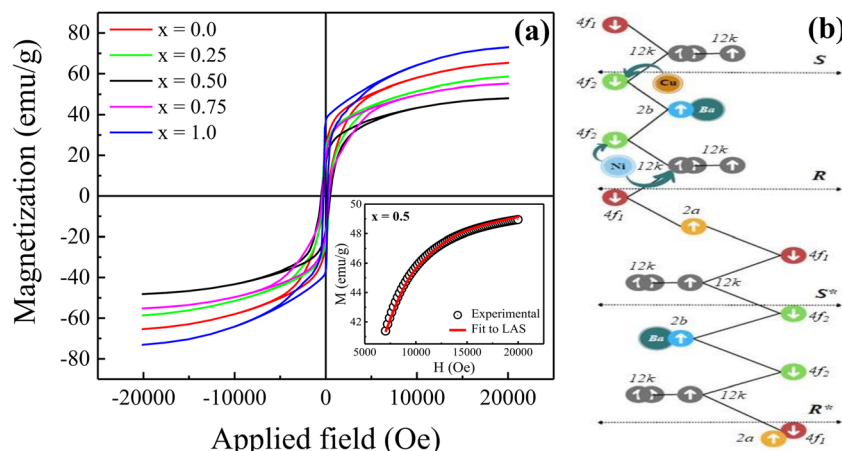 (a)
x = 0.0
x = 0.25
x = 0.50
x = 0.75
x = 1.0
Magnetization (emu/g)
80
60
40
20
0
-20
-40
-60
-80
-20000 -10000 0 10000 20000
Applied field (Oe)
x = 0.5
M (emu/g)
49
48
46
44
42
Experimental
Fit to LAS
5000 10000 15000 20000
H (Oe)
(b)
4f1
12k 12k
S
4f2 Cu
2b Ba
4f2
Ni 12k 12k
R
4f1 2a
4f1
12k 12k
S*
2b 4f2
Ba
4f2
12k 12k
R*
2a 4f1